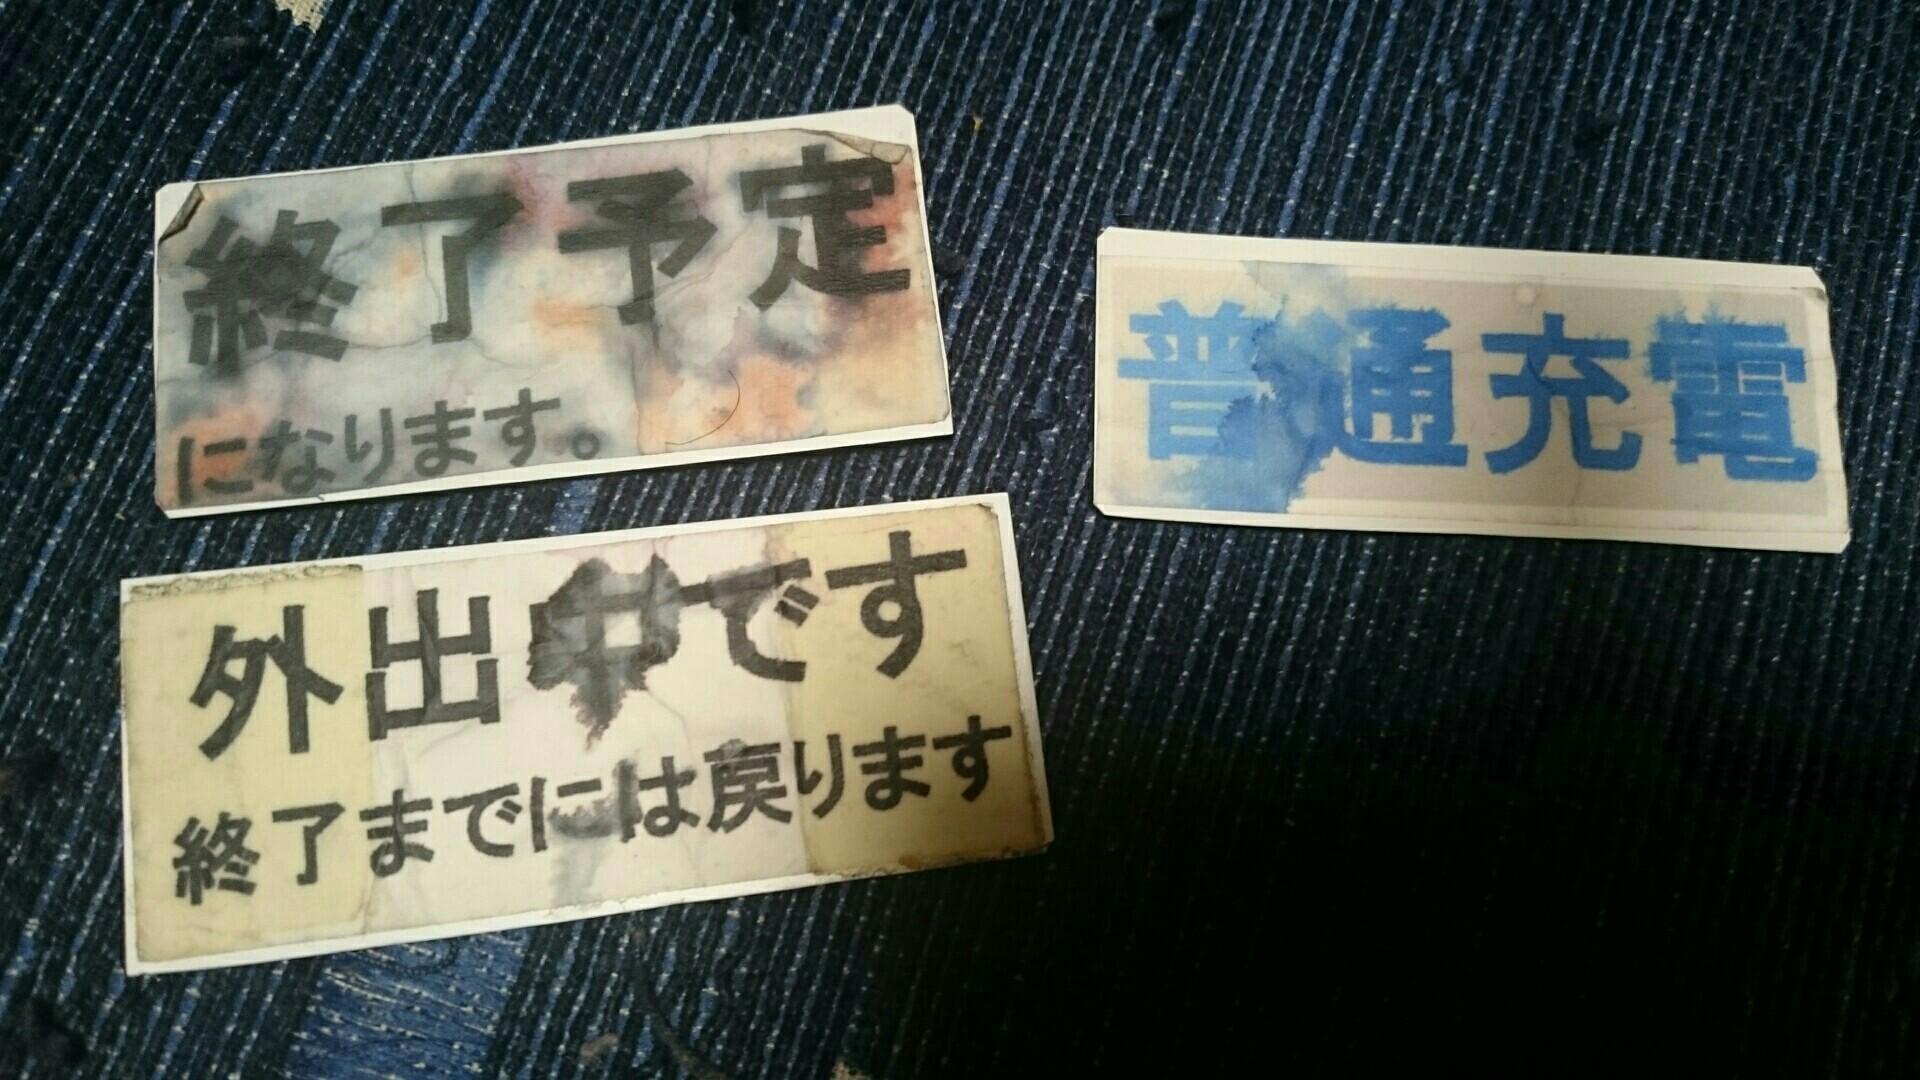 終了予定
になります。
普通充電
外出中です
終了までには戻ります